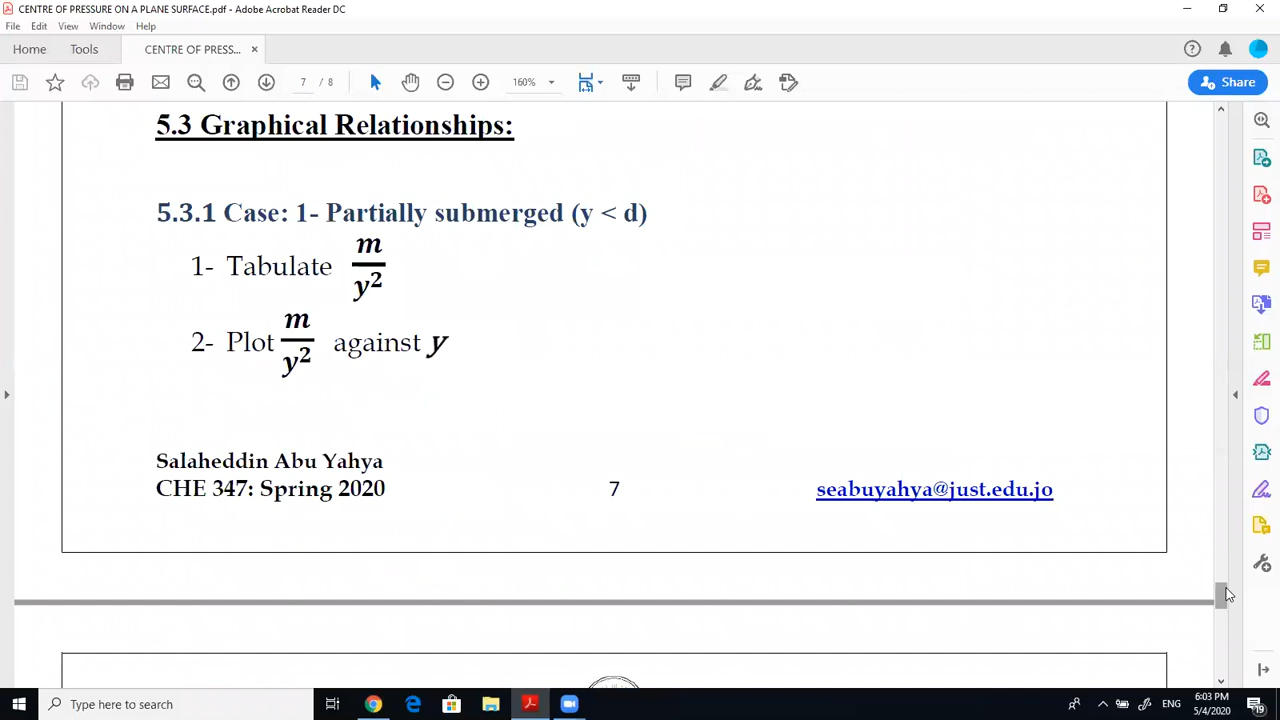 CENTRE OF PRESSURE ON A PLANE SURFACE.pdf - Adobe Acrobat Reader DC
File Edit View Window Help
Home Tools CENTRE OF PRESS... ×
7 / 8 160% Share
5.3 Graphical Relationships:
5.3.1 Case: 1- Partially submerged (y < d)
1- Tabulate m/y²
2- Plot m/y² against y
Salaheddin Abu Yahya
CHE 347: Spring 2020 7 seabuyahya@just.edu.jo
Type here to search
ENG 6:03 PM
5/4/2020 19